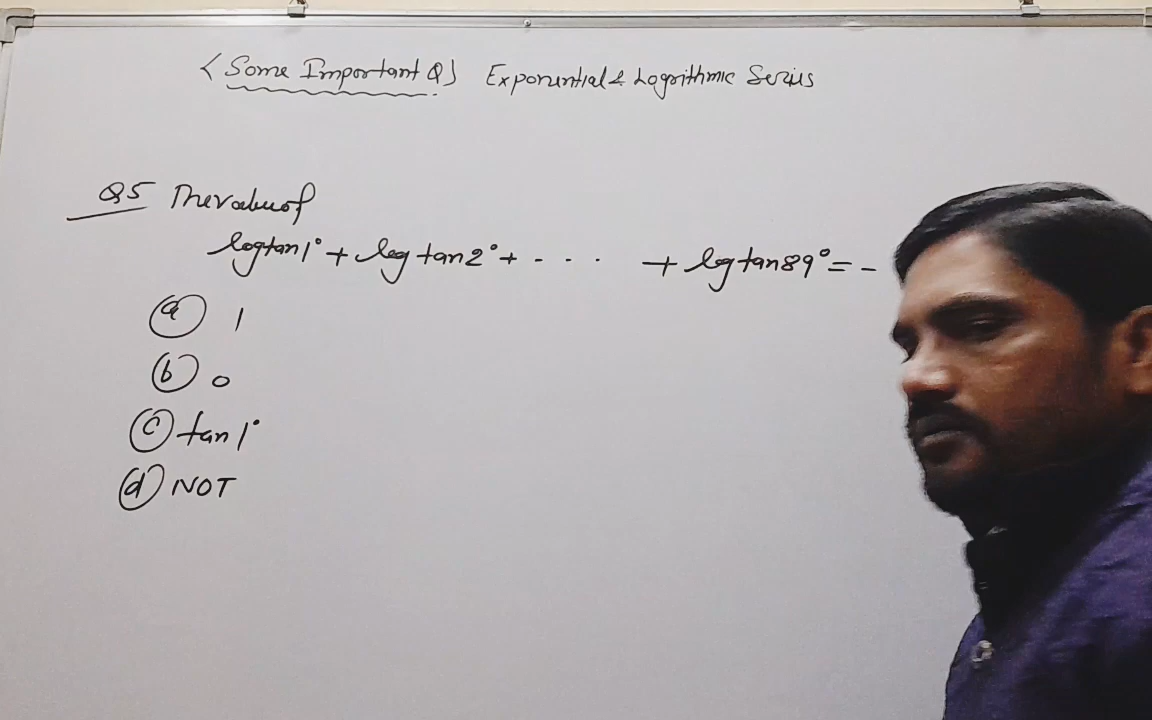 (Some Important Q) Exponential & Logarithmic Series
Q5 The value of
log tan 1° + log tan 2° + . . . . + log tan 89° = -
(a) 1
(b) 0
(c) tan 1°
(d) NOT